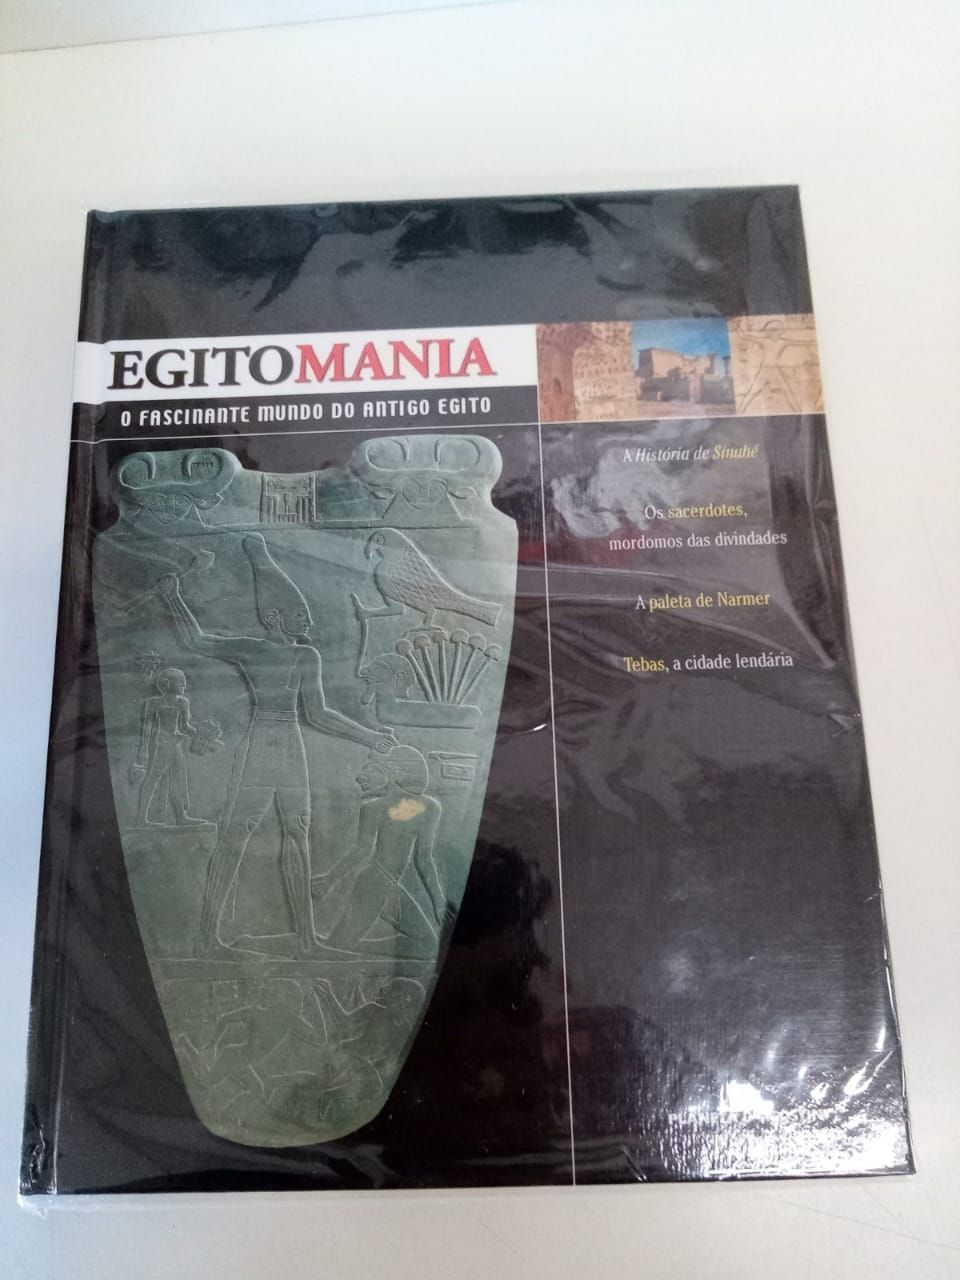 EGITOMANIA
O FASCINANTE MUNDO DO ANTIGO EGITO
A História de Sinuhé
Os sacerdotes,
mordomos das divindades
A paleta de Narmer
Tebas, a cidade lendária
PLANETA